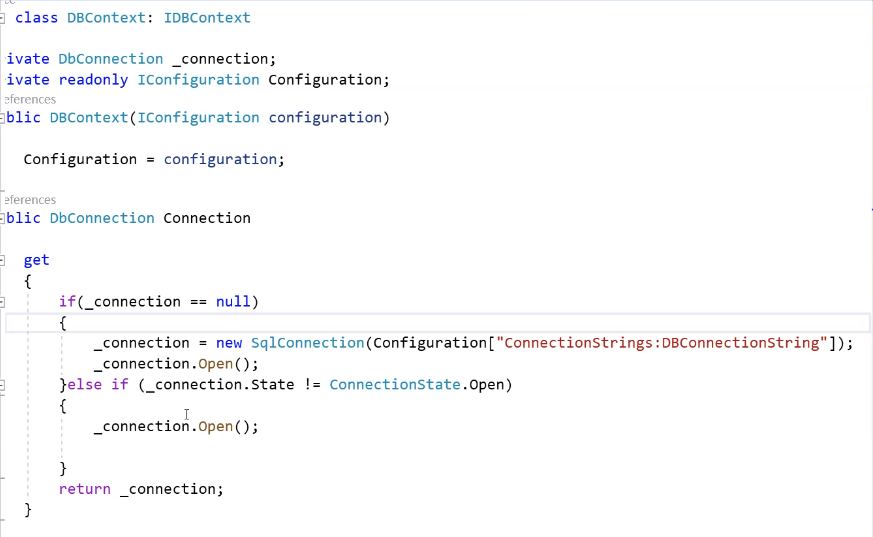 class DBContext: IDBContext
ivate DbConnection _connection;
ivate readonly IConfiguration Configuration;
eferences
blic DBContext(IConfiguration configuration)
Configuration = configuration;
eferences
blic DbConnection Connection
get
{
if(_connection == null)
{
_connection = new SqlConnection(Configuration["ConnectionStrings:DBConnectionString"]);
_connection.Open();
}else if (_connection.State != ConnectionState.Open)
{
_connection.Open();
}
return _connection;
}